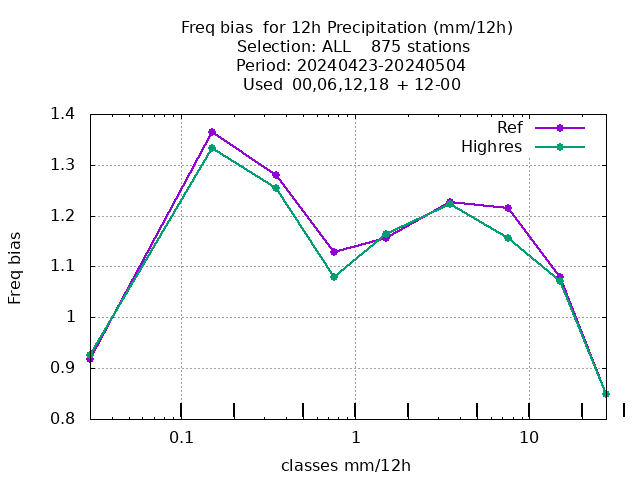 Freq bias  for 12h Precipitation (mm/12h)
Selection: ALL    875 stations
Period: 20240423-20240504
Used  00,06,12,18  + 12-00
1.4
1.3
1.2
1.1
1
0.9
0.8
Freq bias
Ref
Highres
0.1
1
10
classes mm/12h